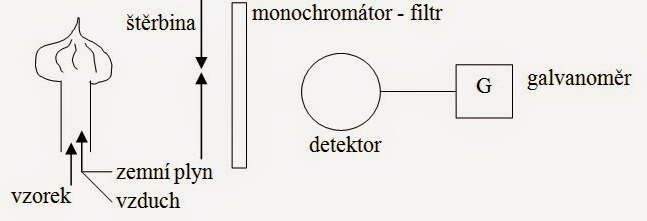 štěrbina
monochromátor - filtr
G
galvanoměr
detektor
zemní plyn
vzorek
vzduch